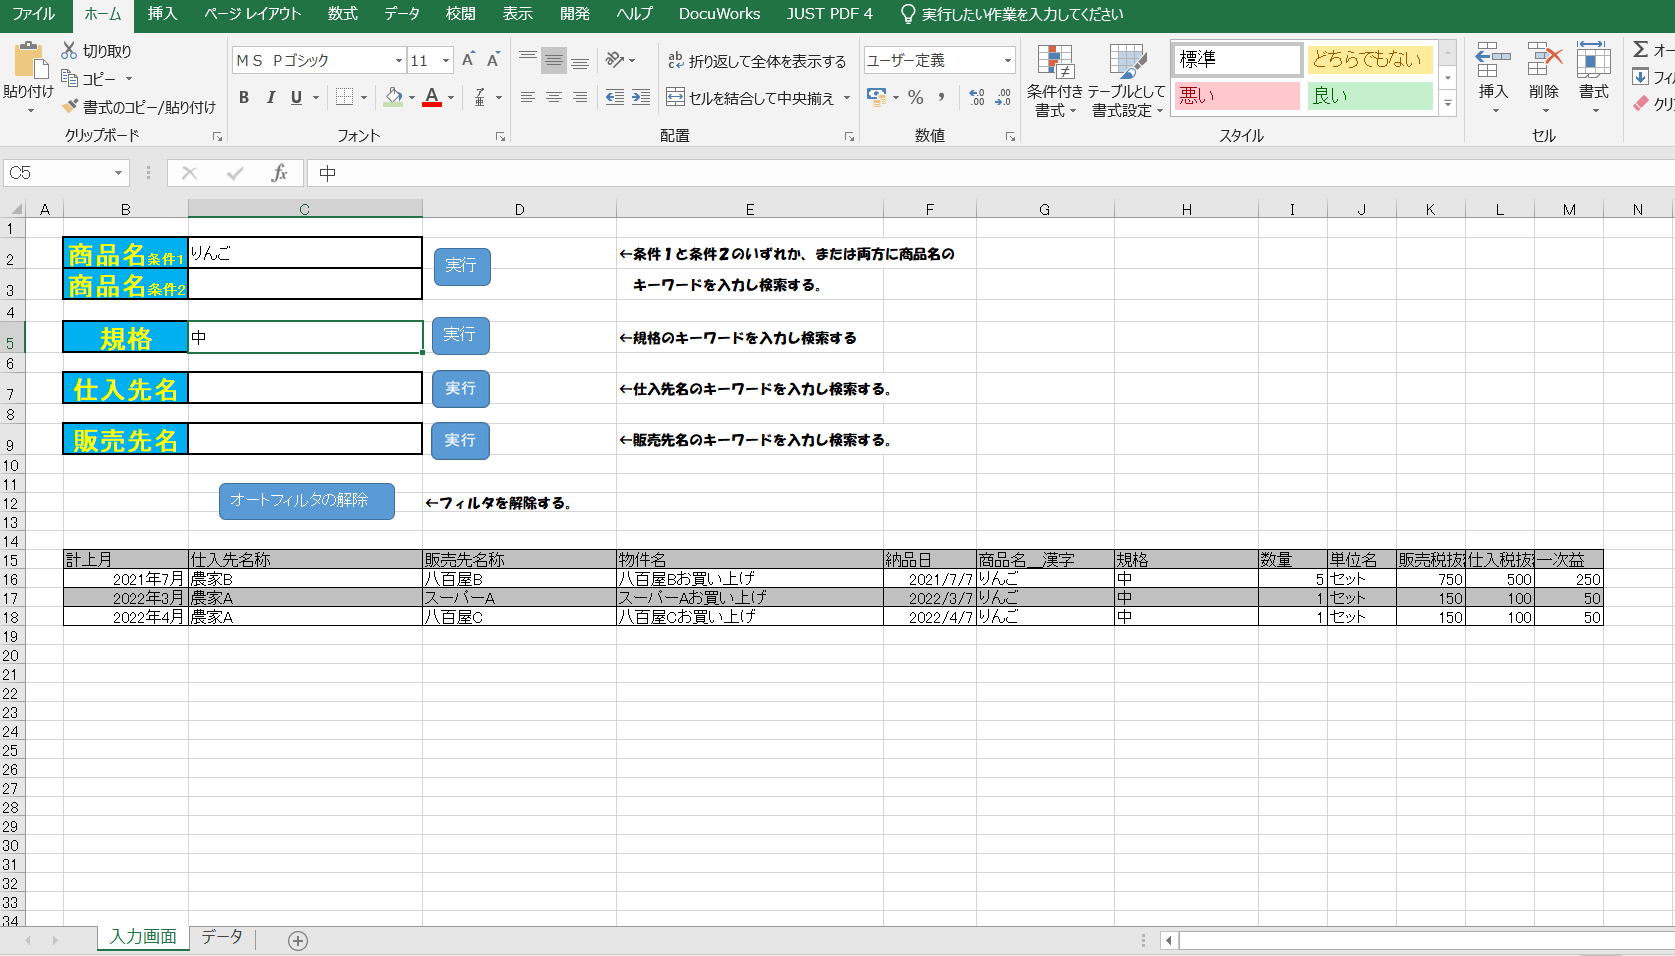 ファイル ホーム 挿入 ページ レイアウト 数式 データ 校閲 表示 開発 ヘルプ DocuWorks JUST PDF 4 実行したい作業を入力してください
切り取り
コピー
書式のコピー/貼り付け
貼り付け
クリップボード
ＭＳ Ｐゴシック 11
B I U
フォント
折り返して全体を表示する
セルを結合して中央揃え
配置
ユーザー定義
数値
条件付き書式
テーブルとして書式設定
標準 どちらでもない
悪い 良い
スタイル
挿入 削除 書式
セル
Σ オー
フィ
クリ
C5 fx 中
A B C D E F G H I J K L M N
1
2 商品名条件1 りんご 実行 ←条件１と条件２のいずれか、または両方に商品名の
3 商品名条件2 キーワードを入力し検索する。
4
5 規格 中 実行 ←規格のキーワードを入力し検索する
6
7 仕入先名 実行 ←仕入先名のキーワードを入力し検索する。
8
9 販売先名 実行 ←販売先名のキーワードを入力し検索する。
10
11
12 オートフィルタの解除 ←フィルタを解除する。
13
14
15 計上月 仕入先名称 販売先名称 物件名 納品日 商品名__漢字 規格 数量 単位名 販売税抜 仕入税抜 一次益
16 2021年7月 農家B 八百屋B 八百屋Bお買い上げ 2021/7/7 りんご 中 5 セット 750 500 250
17 2022年3月 農家A スーパーA スーパーAお買い上げ 2022/3/7 りんご 中 1 セット 150 100 50
18 2022年4月 農家A 八百屋C 八百屋Cお買い上げ 2022/4/7 りんご 中 1 セット 150 100 50
19
20
21
22
23
24
25
26
27
28
29
30
31
32
33
34
入力画面 データ